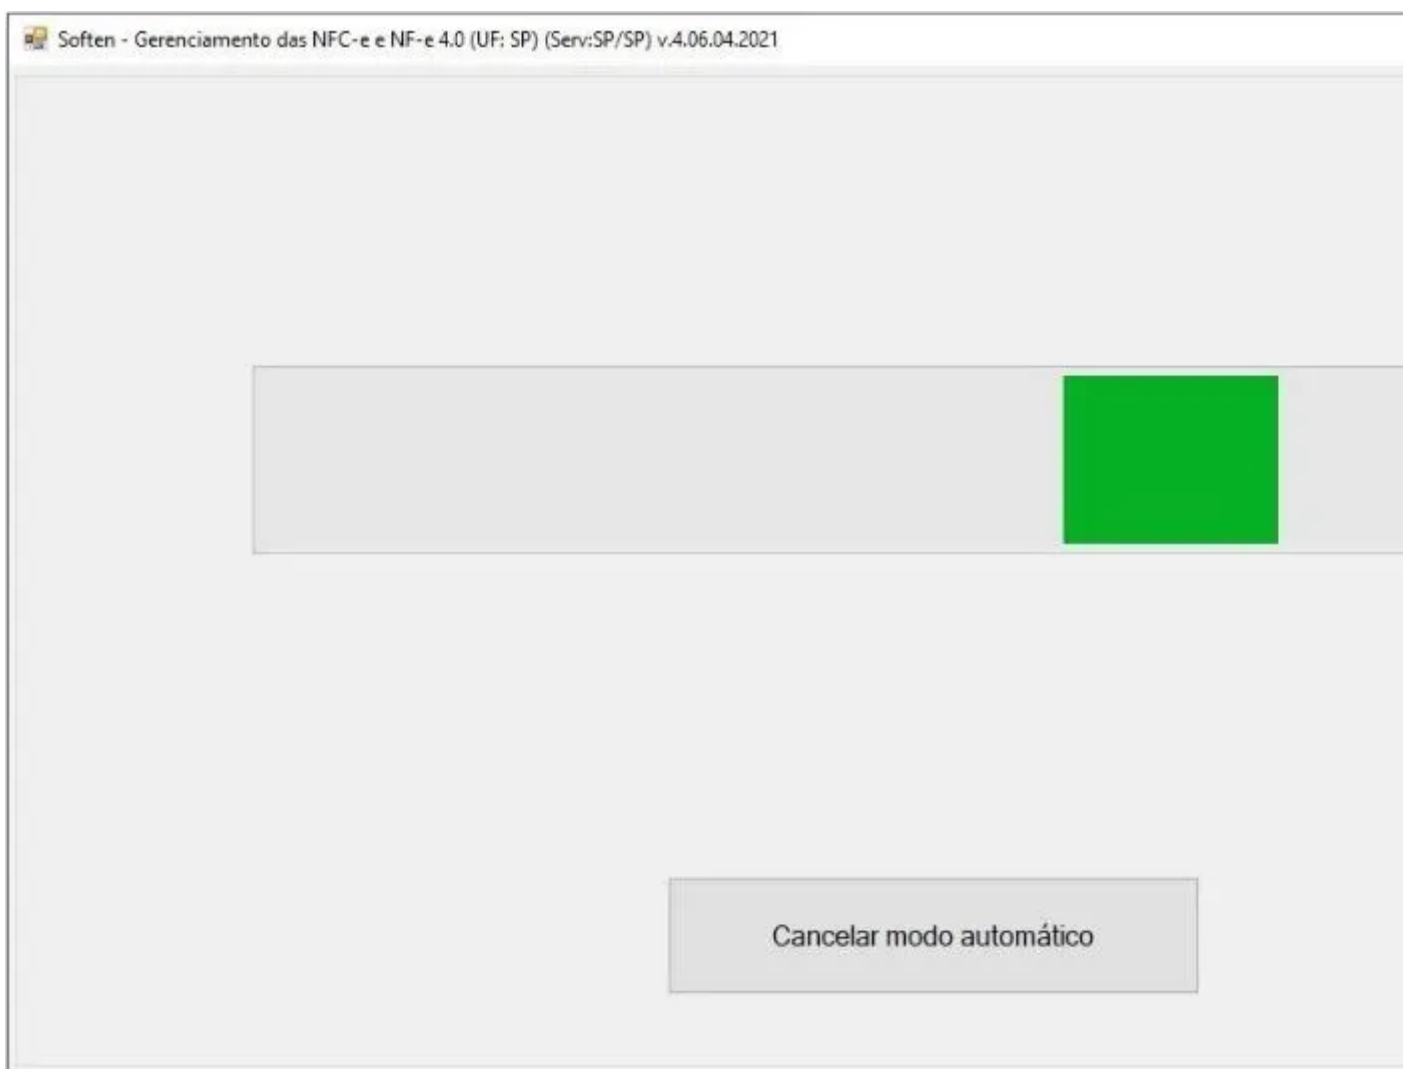 Soften - Gerenciamento das NFC-e e NF-e 4.0 (UF: SP) (Serv:SP/SP) v.4.06.04.2021
Cancelar modo automático